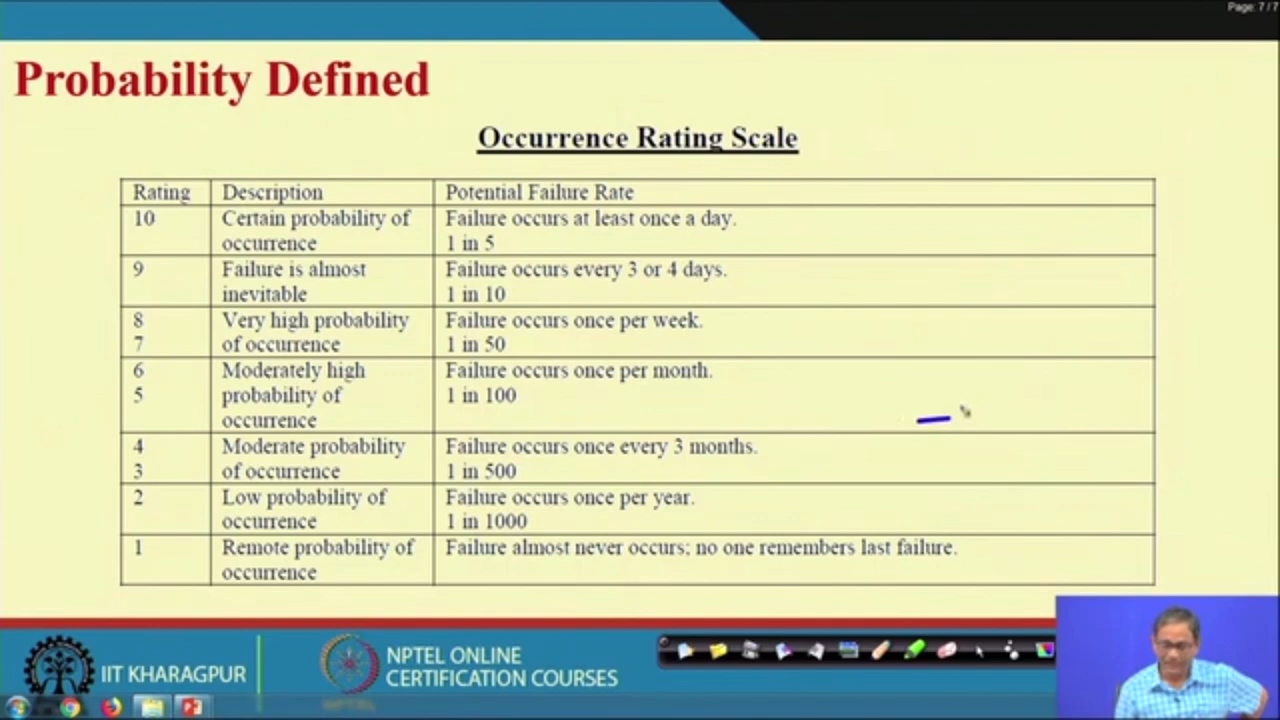 Page: 7 / 7
Probability Defined
Occurrence Rating Scale
Rating Description Potential Failure Rate
10 Certain probability of Failure occurs at least once a day.
occurrence 1 in 5
9 Failure is almost Failure occurs every 3 or 4 days.
inevitable 1 in 10
8 Very high probability Failure occurs once per week.
7 of occurrence 1 in 50
6 Moderately high Failure occurs once per month.
5 probability of 1 in 100
occurrence
4 Moderate probability Failure occurs once every 3 months.
3 of occurrence 1 in 500
2 Low probability of Failure occurs once per year.
occurrence 1 in 1000
1 Remote probability of Failure almost never occurs; no one remembers last failure.
occurrence
IIT KHARAGPUR
NPTEL ONLINE
CERTIFICATION COURSES
NPTEL